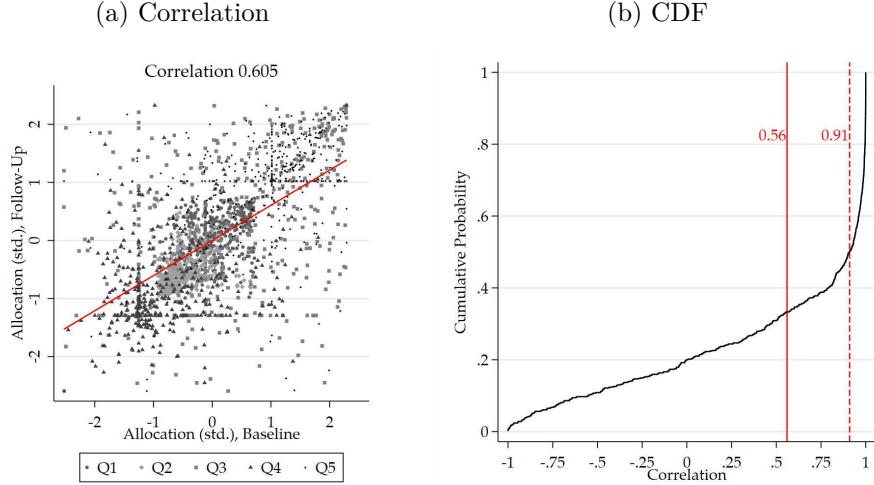 (a) Correlation
Correlation 0.605
Allocation (std.), Follow-Up
2
1
0
-1
-2
-2 -1 0 1 2
Allocation (std.), Baseline
Q1 Q2 Q3 Q4 Q5
(b) CDF
Cumulative Probability
1
.8
.6
.4
.2
0
0.56 0.91
-1 -.75 -.5 -.25 0 .25 .5 .75 1
Correlation